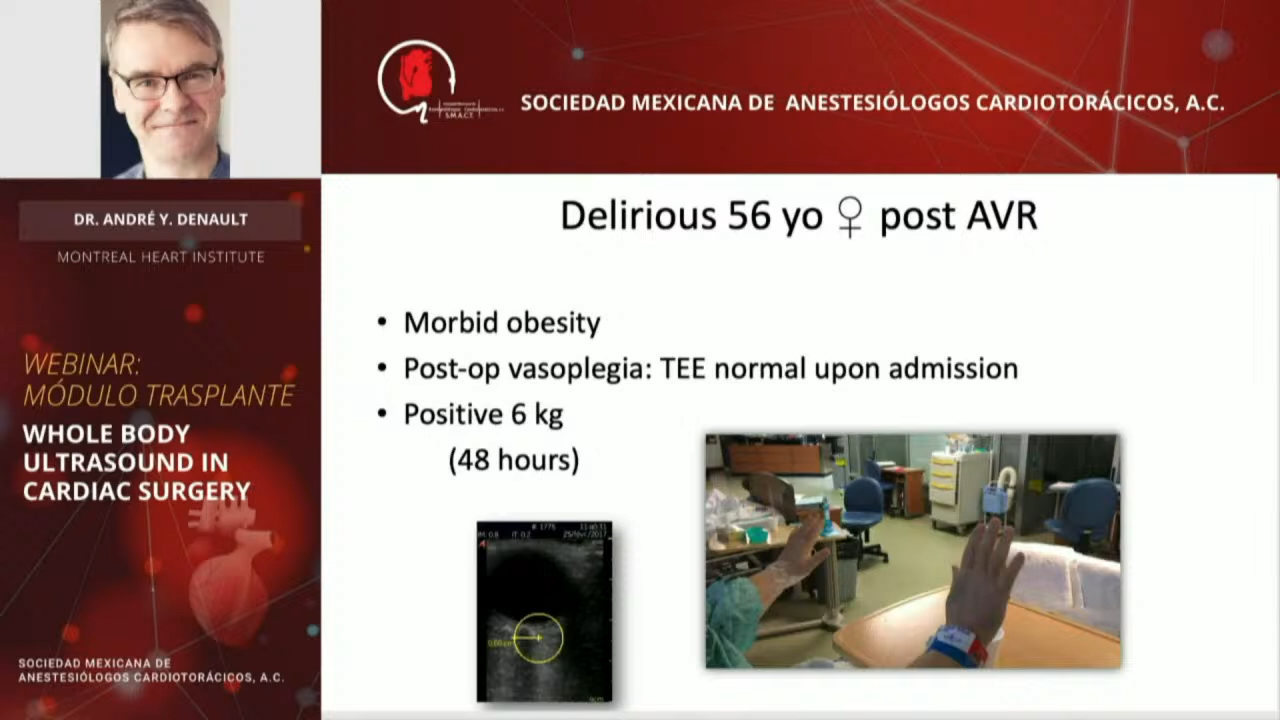 SOCIEDAD MEXICANA DE ANESTESIÓLOGOS CARDIOTORÁCICOS, A.C.
S.M.A.C.T.
DR. ANDRÉ Y. DENAULT
MONTREAL HEART INSTITUTE
WEBINAR:
MÓDULO TRASPLANTE
WHOLE BODY
ULTRASOUND IN
CARDIAC SURGERY
SOCIEDAD MEXICANA DE
ANESTESIÓLOGOS CARDIOTORÁCICOS, A.C.
Delirious 56 yo ♀ post AVR
• Morbid obesity
• Post-op vasoplegia: TEE normal upon admission
• Positive 6 kg
(48 hours)